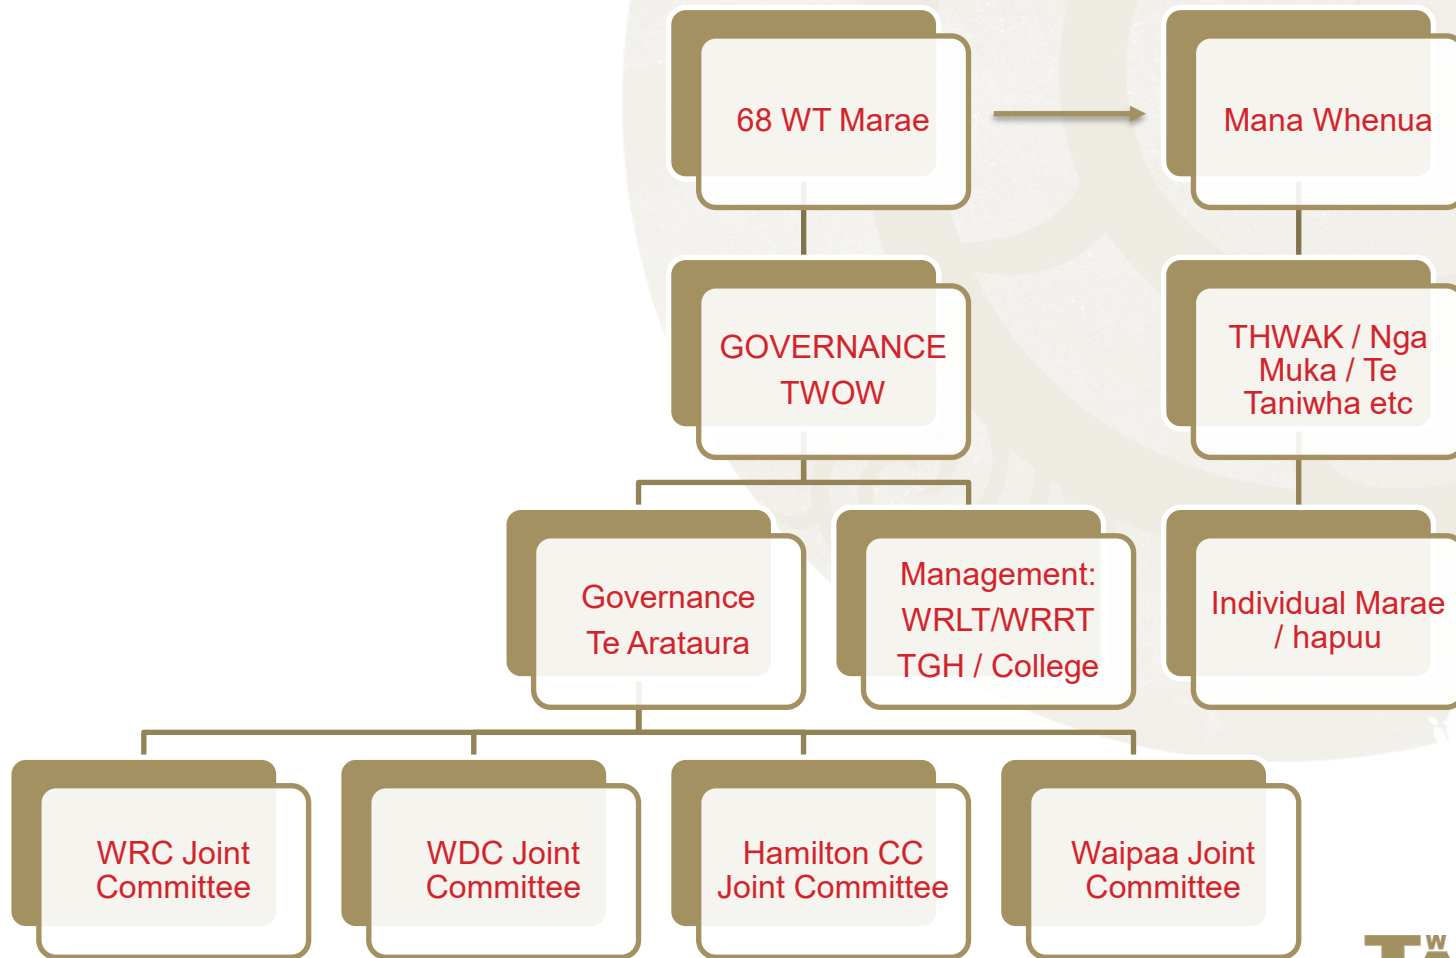 68 WT Marae
Mana Whenua
GOVERNANCE
TWOW
THWAK / Nga
Muka / Te
Taniwha etc
Governance
Te Arataura
Management:
WRLT/WRRT
TGH / College
Individual Marae
/ hapuu
WRC Joint
Committee
WDC Joint
Committee
Hamilton CC
Joint Committee
Waipaa Joint
Committee